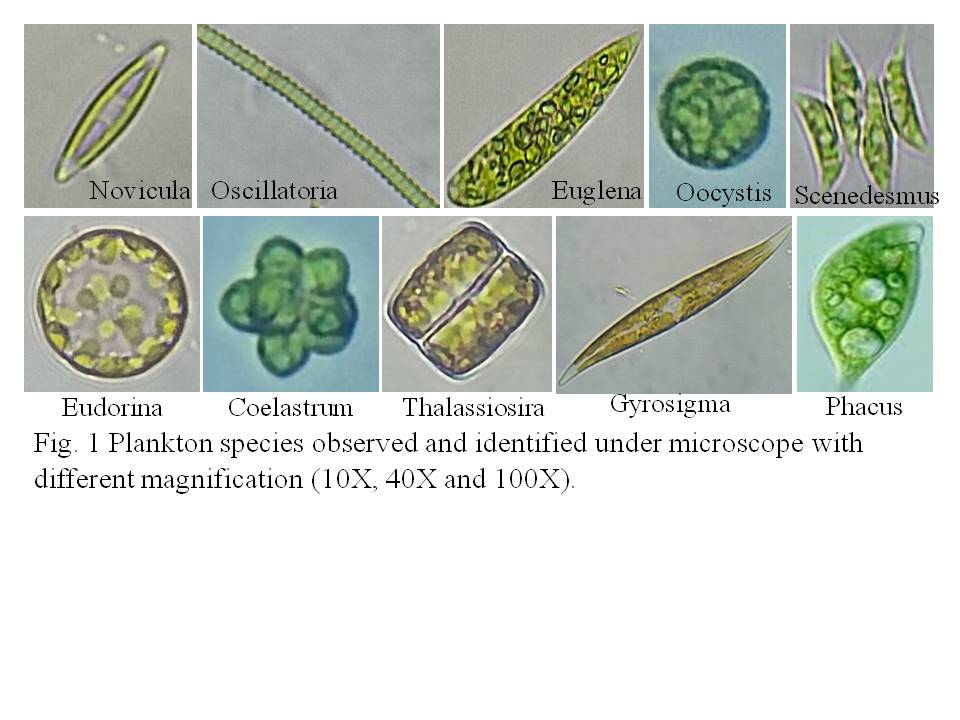 Novicula
Oscillatoria
Euglena
Oocystis
Scenedesmus
Eudorina
Coelastrum
Thalassiosira
Gyrosigma
Phacus
Fig. 1 Plankton species observed and identified under microscope with
different magnification (10X, 40X and 100X).